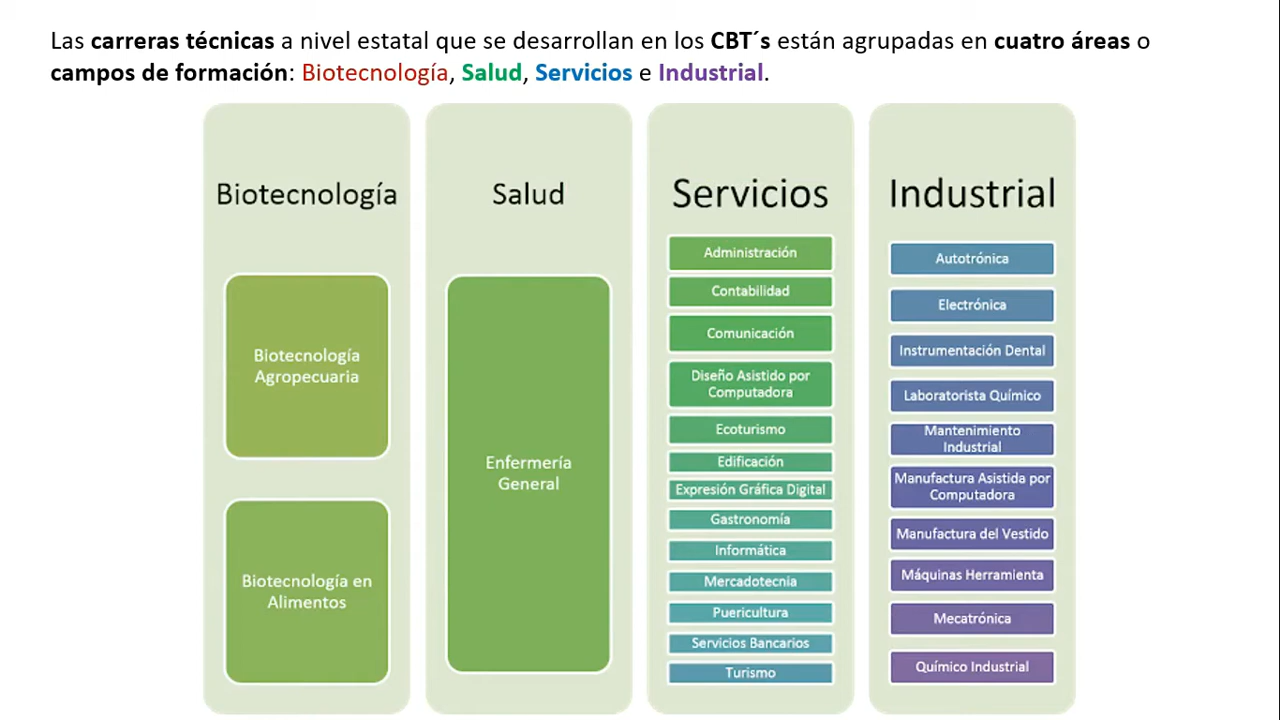 Las carreras técnicas a nivel estatal que se desarrollan en los CBT´s están agrupadas en cuatro áreas o
campos de formación: Biotecnología, Salud, Servicios e Industrial.
Biotecnología
Biotecnología
Agropecuaria
Biotecnología en
Alimentos
Salud
Enfermería
General
Servicios
Administración
Contabilidad
Comunicación
Diseño Asistido por
Computadora
Ecoturismo
Edificación
Expresión Gráfica Digital
Gastronomía
Informática
Mercadotecnia
Puericultura
Servicios Bancarios
Turismo
Industrial
Autotrónica
Electrónica
Instrumentación Dental
Laboratorista Químico
Mantenimiento
Industrial
Manufactura Asistida por
Computadora
Manufactura del Vestido
Máquinas Herramienta
Mecatrónica
Químico Industrial